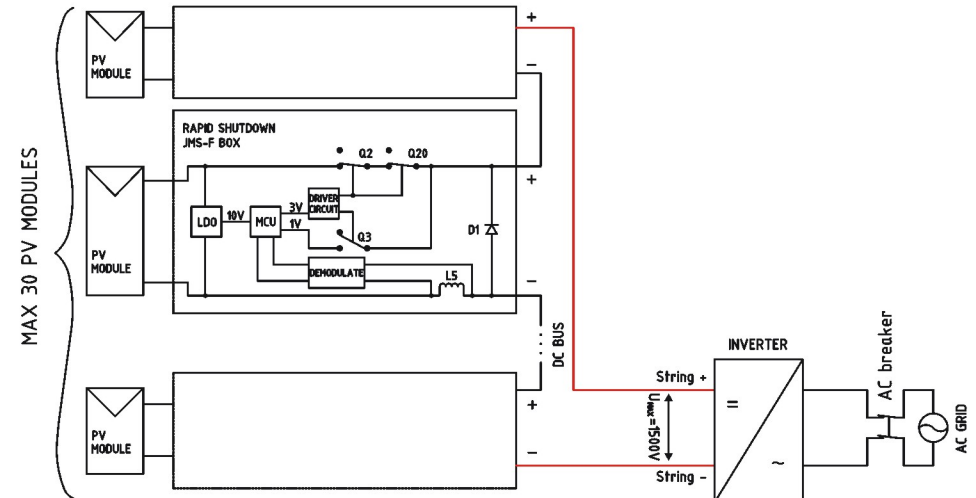 MAX 30 PV MODULES
PV
MODULE
+
−
RAPID SHUTDOWN
JMS-F BOX
Q2
Q20
+
PV
MODULE
LDO
10V
MCU
3V
1V
DRIVER
CIRCUIT
Q3
D1
DEMODULATE
L5
−
DC BUS
PV
MODULE
+
−
String +
UMAX=1500V
String −
INVERTER
=
~
AC breaker
AC GRID